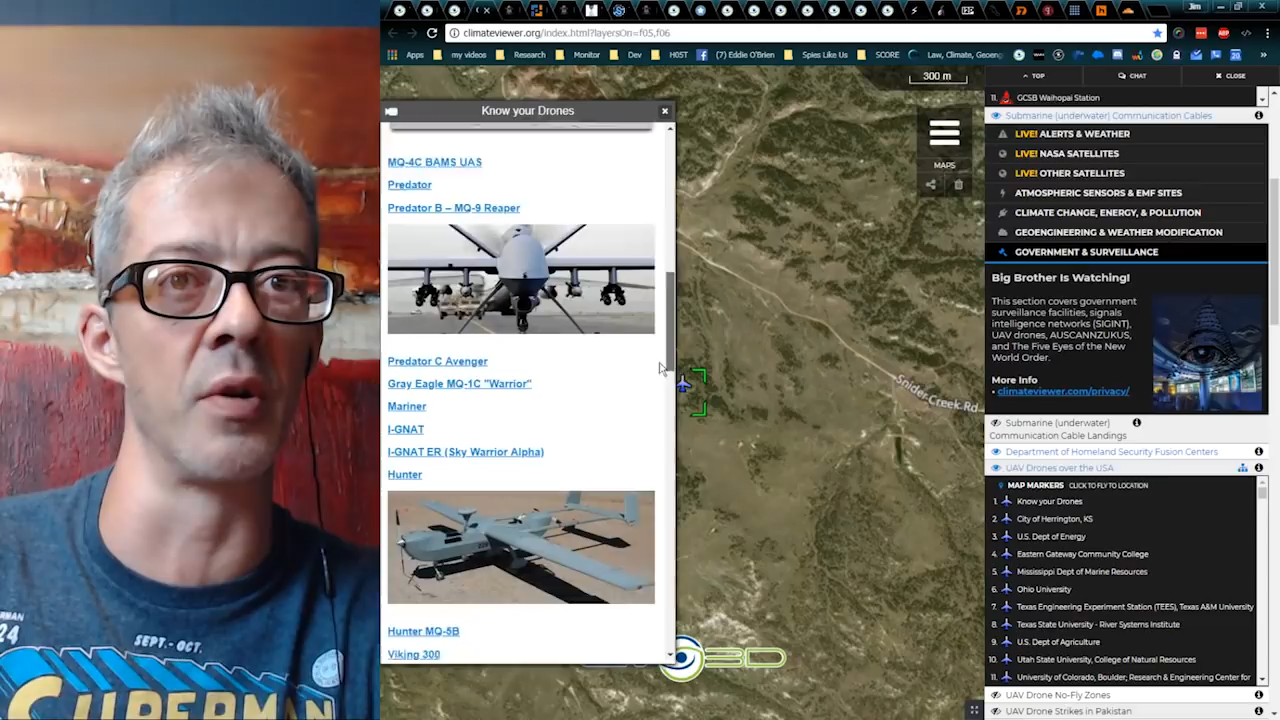 Jim
climateviewer.org/index.html?layersOn=f05,f06
Apps
my videos
Research
Monitor
Dev
H05T
(7) Eddie O'Brien
Spies Like Us
SCORE
Law, Climate, Geoeng
300 m
TOP
CHAT
CLOSE
Know your Drones
MQ-4C BAMS UAS
Predator
Predator B – MQ-9 Reaper
Predator C Avenger
Gray Eagle MQ-1C "Warrior"
Mariner
I-GNAT
I-GNAT ER (Sky Warrior Alpha)
Hunter
Hunter MQ-5B
Viking 300
MAPS
Snider Creek Rd
3D
11. GCSB Waihopai Station
Submarine (underwater) Communication Cables
LIVE! ALERTS & WEATHER
LIVE! NASA SATELLITES
LIVE! OTHER SATELLITES
ATMOSPHERIC SENSORS & EMF SITES
CLIMATE CHANGE, ENERGY, & POLLUTION
GEOENGINEERING & WEATHER MODIFICATION
GOVERNMENT & SURVEILLANCE
Big Brother Is Watching!
This section covers government
surveillance facilities, signals
intelligence networks (SIGINT),
UAV drones, AUSCANNZUKUS,
and The Five Eyes of the New
World Order.
More Info
• climateviewer.com/privacy/
Submarine (underwater)
Communication Cable Landings
Department of Homeland Security Fusion Centers
UAV Drones over the USA
MAP MARKERS CLICK TO FLY TO LOCATION
1. Know your Drones
2. City of Herrington, KS
3. U.S. Dept of Energy
4. Eastern Gateway Community College
5. Mississippi Dept of Marine Resources
6. Ohio University
7. Texas Engineering Experiment Station (TEES), Texas A&M University
8. Texas State University - River Systems Institute
9. U.S. Dept of Agriculture
10. Utah State University, College of Natural Resources
11. University of Colorado, Boulder; Research & Engineering Center for
UAV Drone No-Fly Zones
UAV Drone Strikes in Pakistan
24
SEPT.-OCT.
SUPERMAN